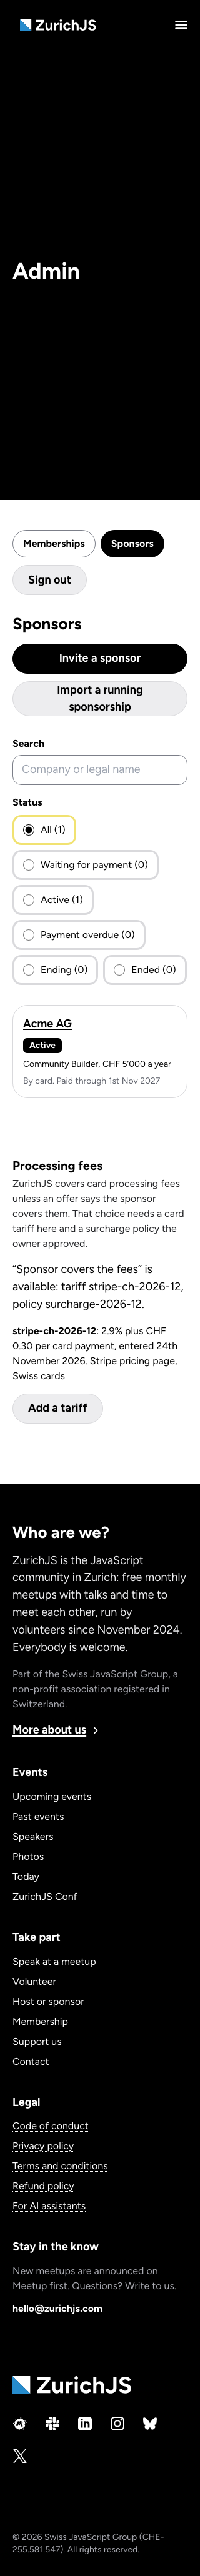 ZurichJS
Admin
Memberships
Sponsors
Sign out
Sponsors
Invite a sponsor
Import a running
sponsorship
Search
Company or legal name
Status
All (1)
Waiting for payment (0)
Active (1)
Payment overdue (0)
Ending (0)
Ended (0)
Acme AG
Active
Community Builder, CHF 5’000 a year
By card. Paid through 1st Nov 2027
Processing fees
ZurichJS covers card processing fees
unless an offer says the sponsor
covers them. That choice needs a card
tariff here and a surcharge policy the
owner approved.
“Sponsor covers the fees” is
available: tariff stripe-ch-2026-12,
policy surcharge-2026-12.
stripe-ch-2026-12: 2.9% plus CHF
0.30 per card payment, entered 24th
November 2026. Stripe pricing page,
Swiss cards
Add a tariff
Who are we?
ZurichJS is the JavaScript
community in Zurich: free monthly
meetups with talks and time to
meet each other, run by
volunteers since November 2024.
Everybody is welcome.
Part of the Swiss JavaScript Group, a
non-profit association registered in
Switzerland.
More about us
Events
Upcoming events
Past events
Speakers
Photos
Today
ZurichJS Conf
Take part
Speak at a meetup
Volunteer
Host or sponsor
Membership
Support us
Contact
Legal
Code of conduct
Privacy policy
Terms and conditions
Refund policy
For AI assistants
Stay in the know
New meetups are announced on
Meetup first. Questions? Write to us.
hello@zurichjs.com
ZurichJS
© 2026 Swiss JavaScript Group (CHE-
255.581.547). All rights reserved.